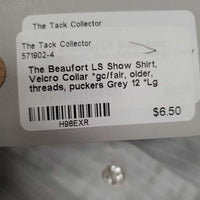 The Tack Collector
The Tack Collector
571902-4
The Beaufort LS Show Shirt,
Velcro Collar *gc/fair, older,
threads, puckers Grey 12 *Lg
$6.50
H98EXR